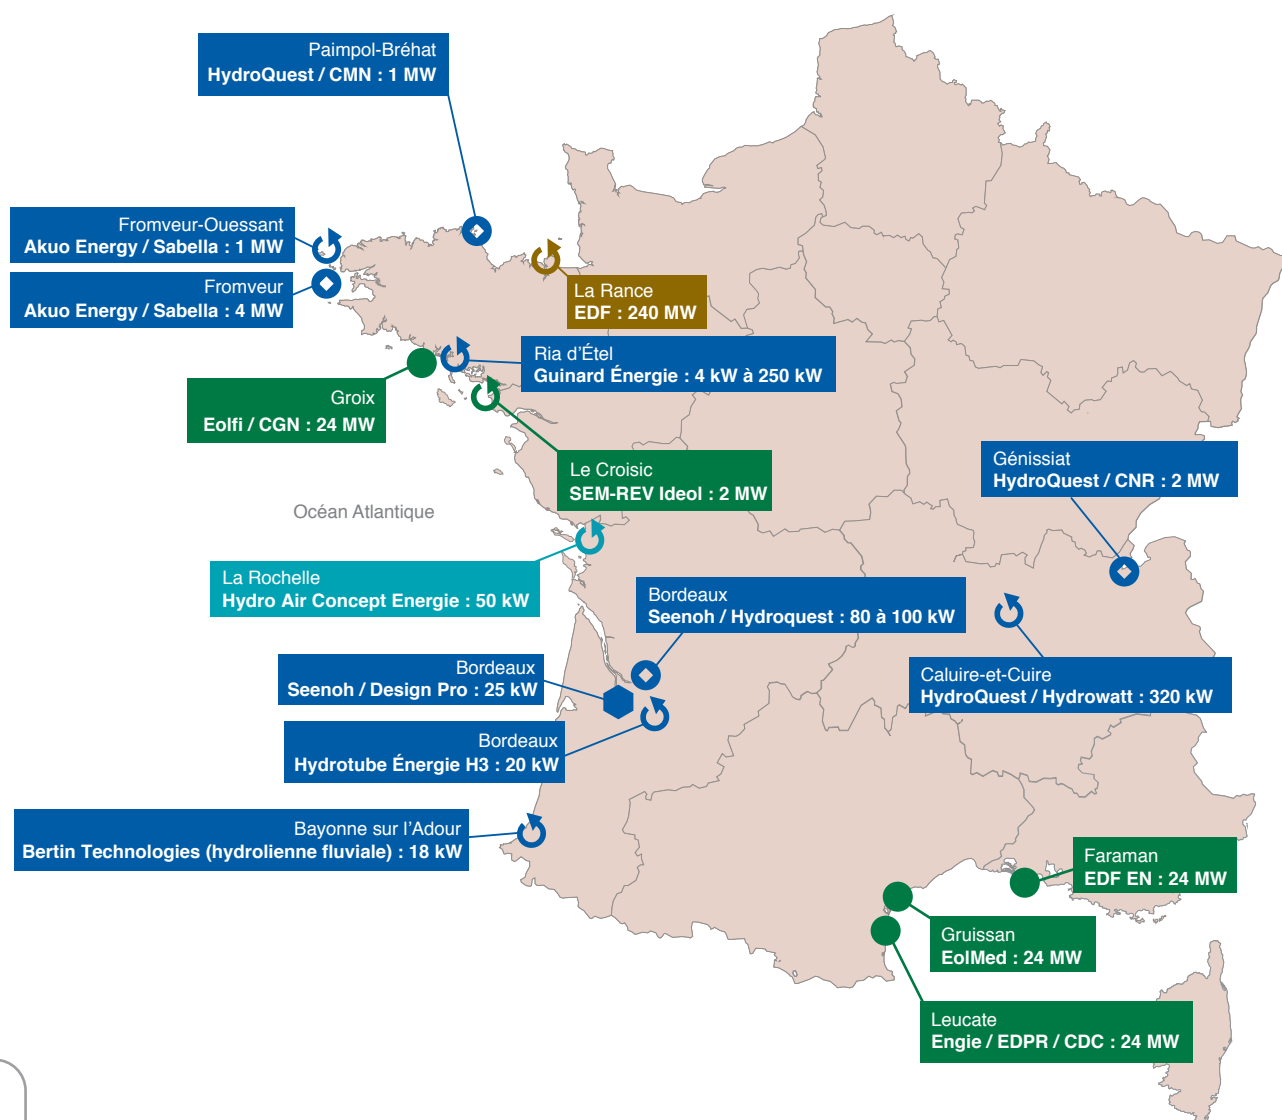 Paimpol-Bréhat
HydroQuest / CMN : 1 MW
Fromveur-Ouessant
Akuo Energy / Sabella : 1 MW
Fromveur
Akuo Energy / Sabella : 4 MW
La Rance
EDF : 240 MW
Ria d’Étel
Guinard Énergie : 4 kW à 250 kW
Groix
Eolfi / CGN : 24 MW
Le Croisic
SEM-REV Ideol : 2 MW
Génissiat
HydroQuest / CNR : 2 MW
Océan Atlantique
La Rochelle
Hydro Air Concept Energie : 50 kW
Bordeaux
Seenoh / Hydroquest : 80 à 100 kW
Bordeaux
Seenoh / Design Pro : 25 kW
Caluire-et-Cuire
HydroQuest / Hydrowatt : 320 kW
Bordeaux
Hydrotube Énergie H3 : 20 kW
Bayonne sur l’Adour
Bertin Technologies (hydrolienne fluviale) : 18 kW
Faraman
EDF EN : 24 MW
Gruissan
EolMed : 24 MW
Leucate
Engie / EDPR / CDC : 24 MW